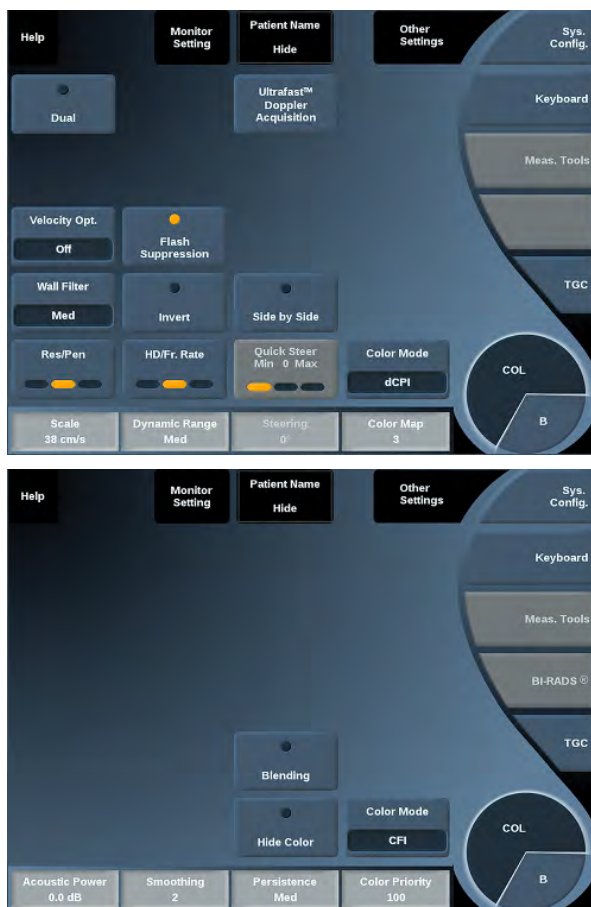 Help
Monitor
Setting
Patient Name
Hide
Other
Settings
Sys.
Config.
Dual
Ultrafast™
Doppler
Acquisition
Keyboard
Meas. Tools
Velocity Opt.
Off
Flash
Suppression
TGC
Wall Filter
Med
Invert
Side by Side
Res/Pen
HD/Fr. Rate
Quick Steer
Min 0 Max
Color Mode
dCPI
COL
B
Scale
38 cm/s
Dynamic Range
Med
Steering
0°
Color Map
3
Help
Monitor
Setting
Patient Name
Hide
Other
Settings
Sys.
Config.
Keyboard
Meas. Tools
BI-RADS ®
TGC
Blending
Hide Color
Color Mode
CFI
COL
B
Acoustic Power
0.0 dB
Smoothing
2
Persistence
Med
Color Priority
100